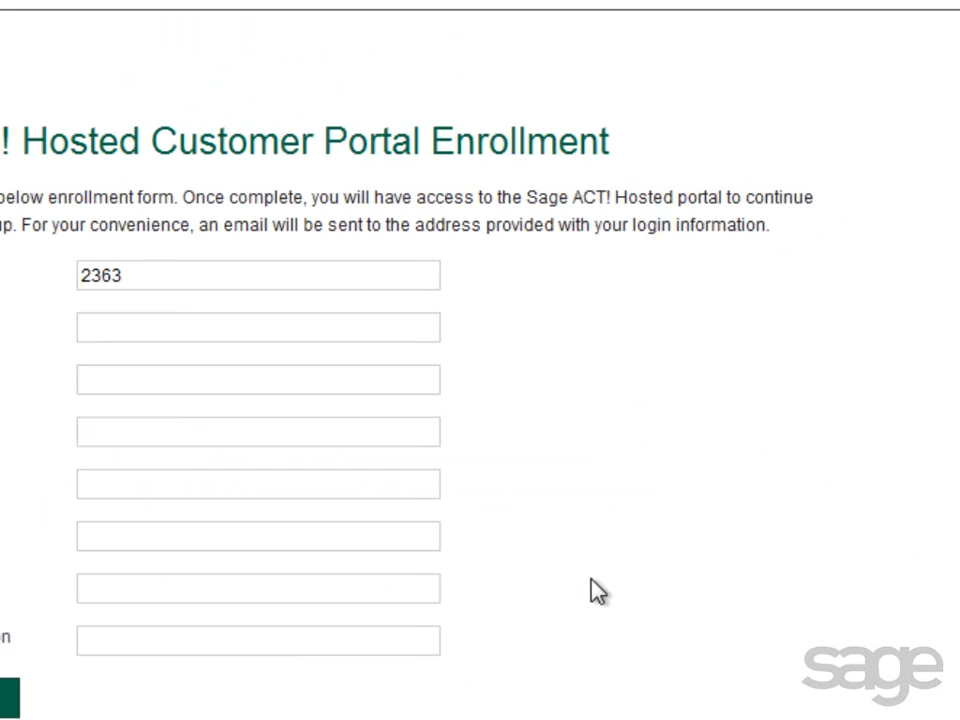 ! Hosted Customer Portal Enrollment
below enrollment form. Once complete, you will have access to the Sage ACT! Hosted portal to continue
up. For your convenience, an email will be sent to the address provided with your login information.
2363
on
sage